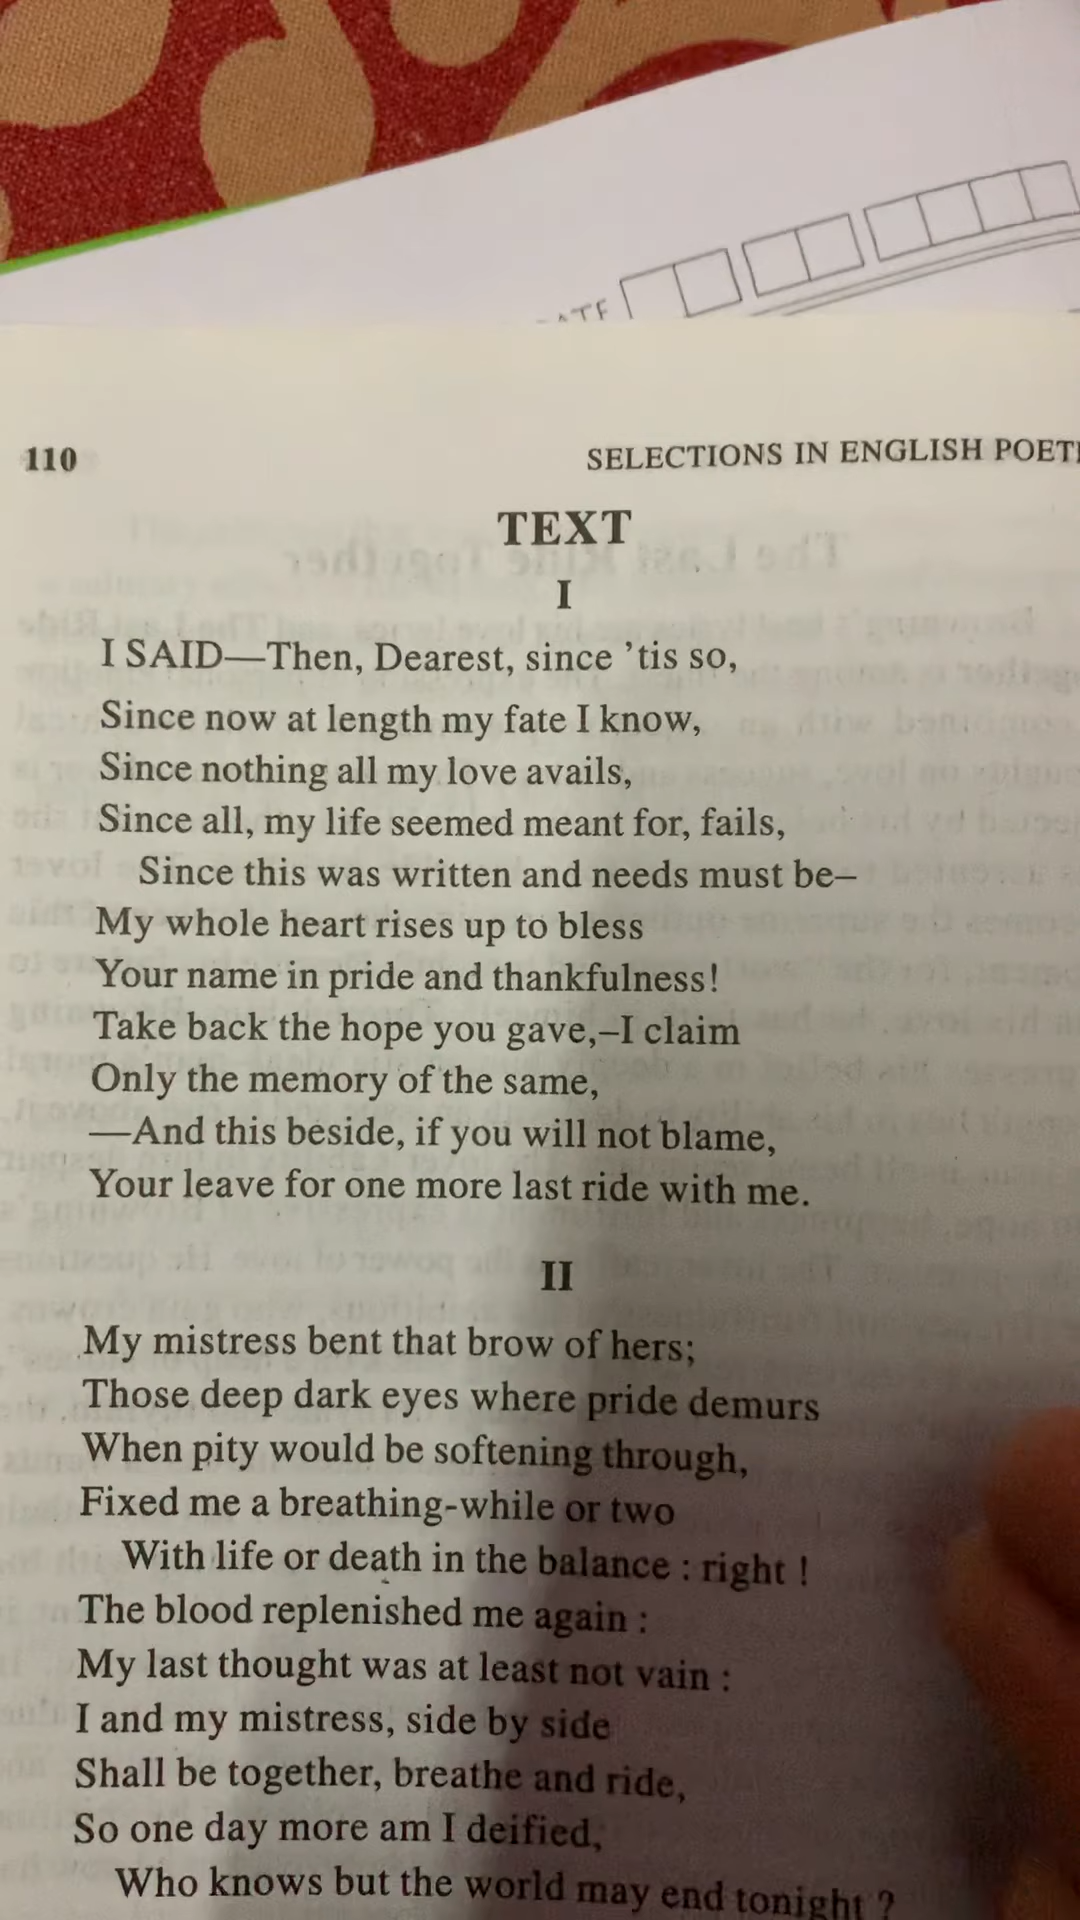 110
SELECTIONS IN ENGLISH
TEXT
I
I SAID—Then, Dearest, since ’tis so,
Since now at length my fate I know,
Since nothing all my love avails,
Since all, my life seemed meant for, fails,
Since this was written and needs must be–
My whole heart rises up to bless
Your name in pride and thankfulness!
Take back the hope you gave,–I claim
Only the memory of the same,
—And this beside, if you will not blame,
Your leave for one more last ride with me.
II
My mistress bent that brow of hers;
Those deep dark eyes where pride demurs
When pity would be softening through,
Fixed me a breathing-while or two
With life or death in the balance : right !
The blood replenished me again :
My last thought was at least not vain :
I and my mistress, side by side
Shall be together, breathe and ride,
So one day more am I deified,
Who knows but the world may end tonight ?